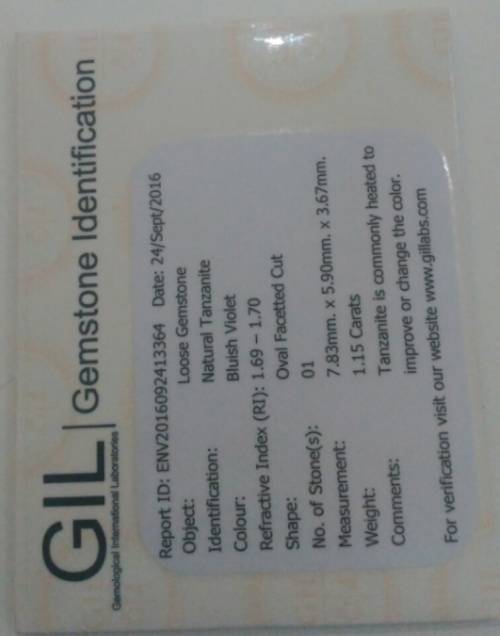 GIL | Gemstone Identification
Gemological International Laboratories
Report ID: ENV2016092413364 Date: 24/Sept/2016
Object: Loose Gemstone
Identification: Natural Tanzanite
Colour: Bluish Violet
Refractive Index (RI): 1.69 – 1.70
Shape: Oval Facetted Cut
No. of Stone(s): 01
Measurement: 7.83mm. x 5.90mm. x 3.67mm.
Weight: 1.15 Carats
Comments: Tanzanite is commonly heated to
improve or change the color.
For verification visit our website www.gillabs.com